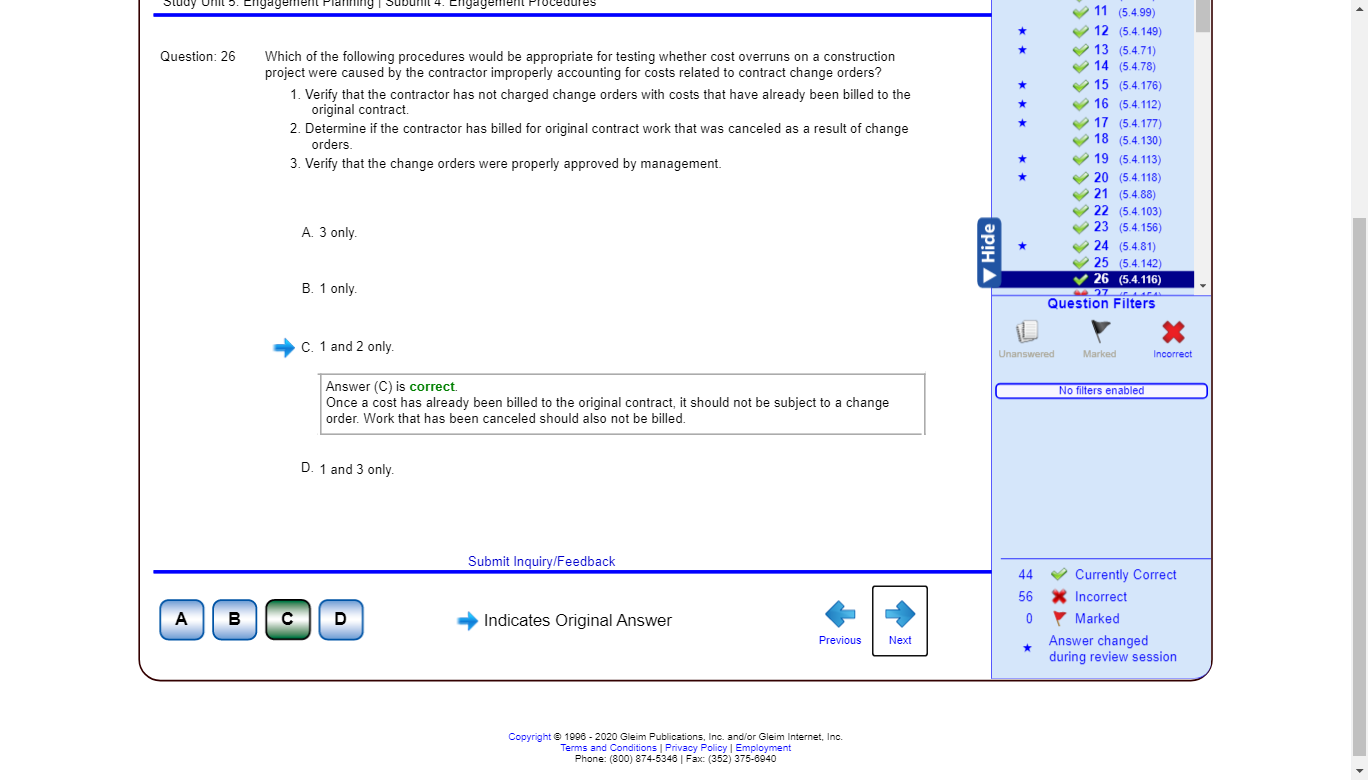 Study Unit 5: Engagement Planning | Subunit 4: Engagement Procedures
Question: 26
Which of the following procedures would be appropriate for testing whether cost overruns on a construction
project were caused by the contractor improperly accounting for costs related to contract change orders?
1. Verify that the contractor has not charged change orders with costs that have already been billed to the
original contract.
2. Determine if the contractor has billed for original contract work that was canceled as a result of change
orders.
3. Verify that the change orders were properly approved by management.
A. 3 only.
B. 1 only.
C. 1 and 2 only.
Answer (C) is correct.
Once a cost has already been billed to the original contract, it should not be subject to a change
order. Work that has been canceled should also not be billed.
D. 1 and 3 only.
Submit Inquiry/Feedback
A B C D
Indicates Original Answer
Previous
Next
11 (5.4.99)
12 (5.4.149)
13 (5.4.71)
14 (5.4.78)
15 (5.4.176)
16 (5.4.112)
17 (5.4.177)
18 (5.4.130)
19 (5.4.113)
20 (5.4.118)
21 (5.4.88)
22 (5.4.103)
23 (5.4.156)
24 (5.4.81)
25 (5.4.142)
26 (5.4.116)
27
Hide
Question Filters
Unanswered
Marked
Incorrect
No filters enabled
44 Currently Correct
56 Incorrect
0 Marked
Answer changed
during review session
Copyright © 1996 - 2020 Gleim Publications, Inc. and/or Gleim Internet, Inc.
Terms and Conditions | Privacy Policy | Employment
Phone: (800) 874-5346 | Fax: (352) 375-6940